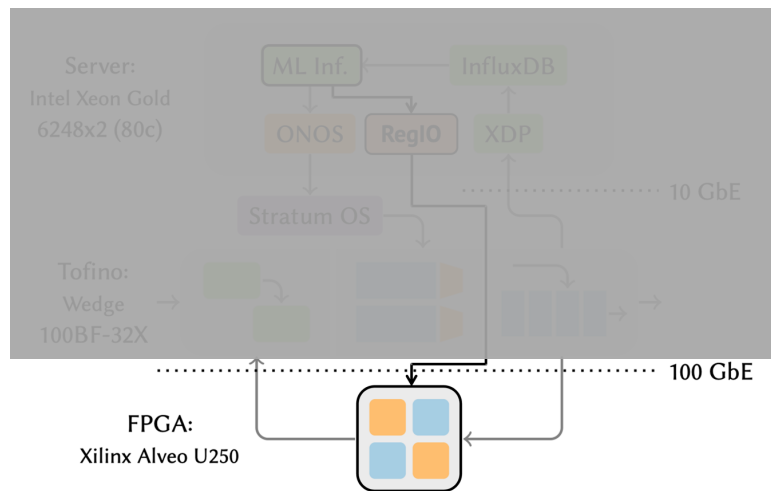 Server:
Intel Xeon Gold
6248x2 (80c)
ML Inf.
InfluxDB
ONOS
RegIO
XDP
10 GbE
Stratum OS
Tofino:
Wedge
100BF-32X
100 GbE
FPGA:
Xilinx Alveo U250